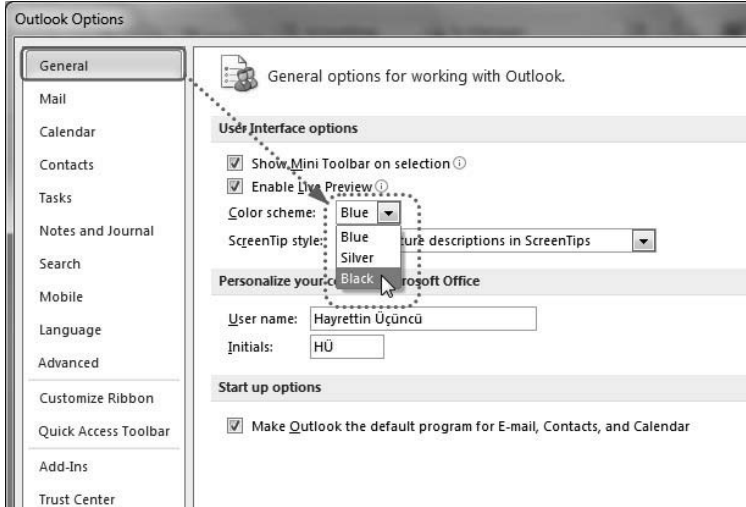 Outlook Options
General
Mail
Calendar
Contacts
Tasks
Notes and Journal
Search
Mobile
Language
Advanced
Customize Ribbon
Quick Access Toolbar
Add-Ins
Trust Center
General options for working with Outlook.
User Interface options
Show Mini Toolbar on selection
Enable Live Preview
Color scheme: Blue
Blue
Silver
Black
ScreenTip style: ture descriptions in ScreenTips
Personalize your c rosoft Office
User name: Hayrettin Üçüncü
Initials: HÜ
Start up options
Make Outlook the default program for E-mail, Contacts, and Calendar